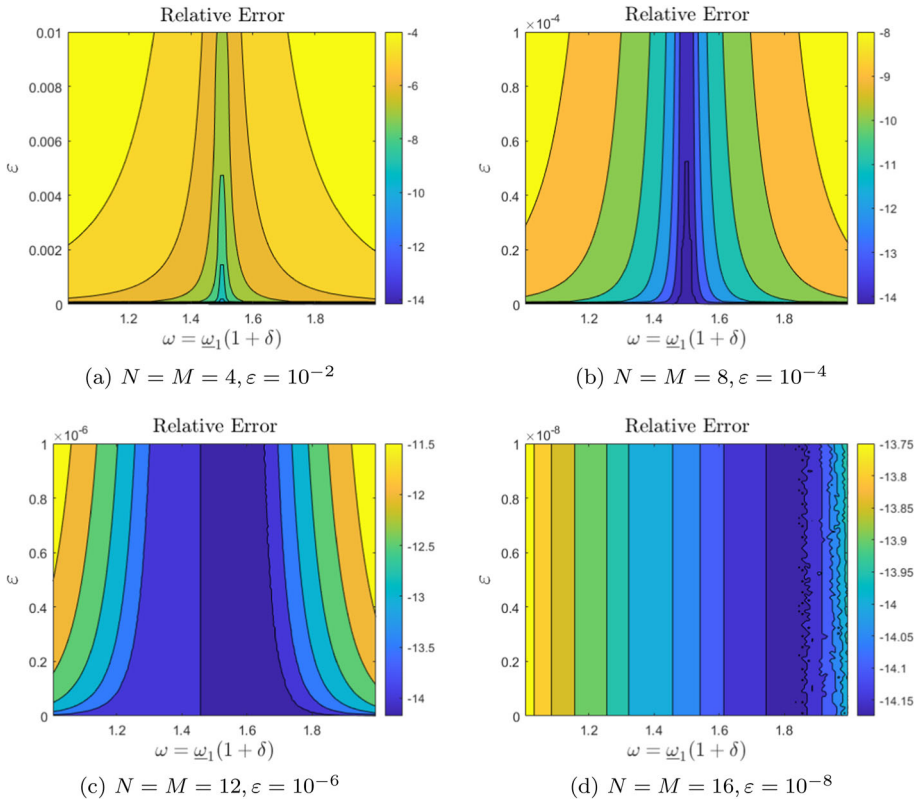 Relative Error
0.01
0.008
0.006
0.004
0.002
0
ε
1.2 1.4 1.6 1.8
ω = ω̲₁(1 + δ)
-4
-6
-8
-10
-12
-14
(a) N = M = 4, ε = 10⁻²
Relative Error
×10⁻⁴
1
0.8
0.6
0.4
0.2
0
ε
1.2 1.4 1.6 1.8
ω = ω̲₁(1 + δ)
-8
-9
-10
-11
-12
-13
-14
(b) N = M = 8, ε = 10⁻⁴
Relative Error
×10⁻⁶
1
0.8
0.6
0.4
0.2
0
ε
1.2 1.4 1.6 1.8
ω = ω̲₁(1 + δ)
-11.5
-12
-12.5
-13
-13.5
-14
(c) N = M = 12, ε = 10⁻⁶
Relative Error
×10⁻⁸
1
0.8
0.6
0.4
0.2
0
ε
1.2 1.4 1.6 1.8
ω = ω̲₁(1 + δ)
-13.75
-13.8
-13.85
-13.9
-13.95
-14
-14.05
-14.1
-14.15
(d) N = M = 16, ε = 10⁻⁸